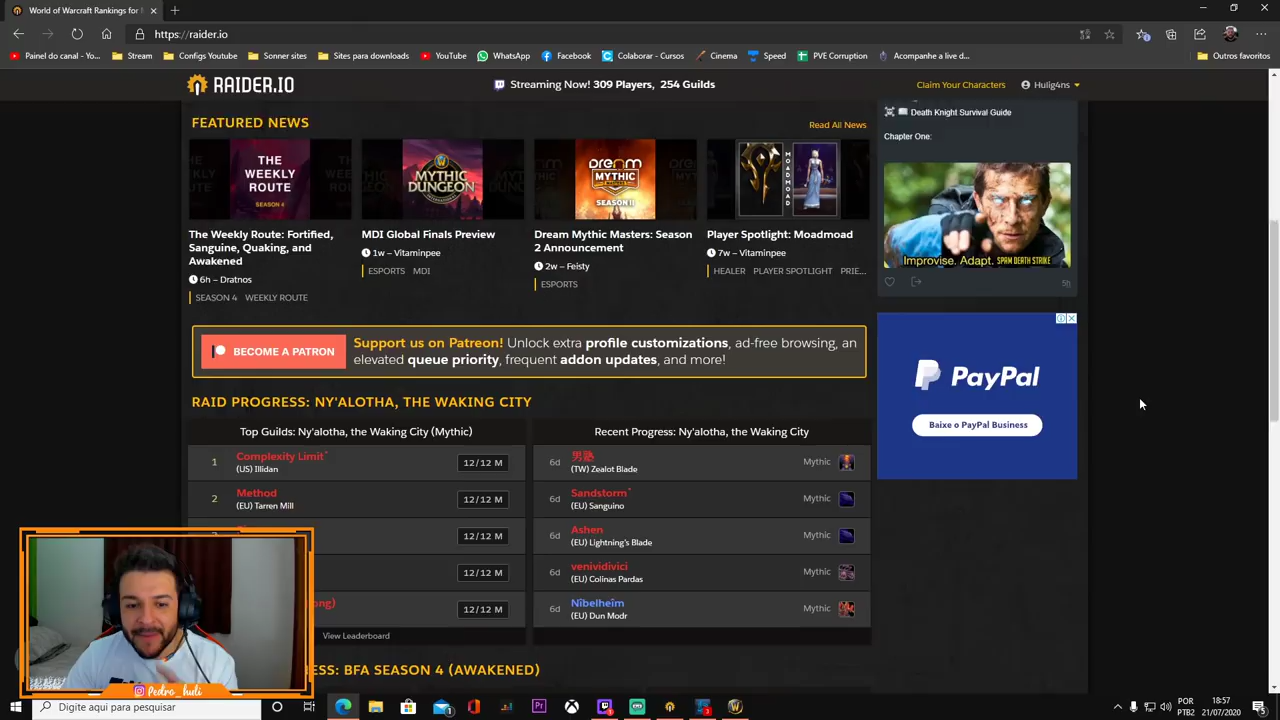 World of Warcraft Rankings for M
https://raider.io
Painel do canal - Yo...
Stream
Configs Youtube
Sonner sites
Sites para downloads
YouTube
WhatsApp
Facebook
Colaborar - Cursos
Cinema
Speed
PVE Corruption
Acompanhe a live d...
Outros favoritos
RAIDER.IO
Streaming Now! 309 Players, 254 Guilds
Claim Your Characters
Hulig4ns
FEATURED NEWS
Read All News
THE
WEEKLY
ROUTE
SEASON 4
MYTHIC
DUNGEON
DREAM
MYTHIC
SEASON II
MOADMOAD
The Weekly Route: Fortified,
Sanguine, Quaking, and
Awakened
6h – Dratnos
SEASON 4 WEEKLY ROUTE
MDI Global Finals Preview
1w – Vitaminpee
ESPORTS MDI
Dream Mythic Masters: Season
2 Announcement
2w – Feisty
ESPORTS
Player Spotlight: Moadmoad
7w – Vitaminpee
HEALER PLAYER SPOTLIGHT PRIE...
Death Knight Survival Guide
Chapter One:
Improvise. Adapt. SPAM DEATH STRIKE
5h
BECOME A PATRON
Support us on Patreon! Unlock extra profile customizations, ad-free browsing, an
elevated queue priority, frequent addon updates, and more!
PayPal
Baixe o PayPal Business
RAID PROGRESS: NY'ALOTHA, THE WAKING CITY
Top Guilds: Ny'alotha, the Waking City (Mythic)
1 Complexity Limit 12/12 M
(US) Illidan
2 Method 12/12 M
(EU) Tarren Mill
12/12 M
12/12 M
ong) 12/12 M
View Leaderboard
Recent Progress: Ny'alotha, the Waking City
6d 男塾 Mythic
(TW) Zealot Blade
6d Sandstorm Mythic
(EU) Sanguino
6d Ashen Mythic
(EU) Lightning's Blade
6d venividivici Mythic
(EU) Colinas Pardas
6d Nîbelheîm Mythic
(EU) Dun Modr
ESS: BFA SEASON 4 (AWAKENED)
Pedro_huli
Digite aqui para pesquisar
POR
PTB2
18:57
21/07/2020